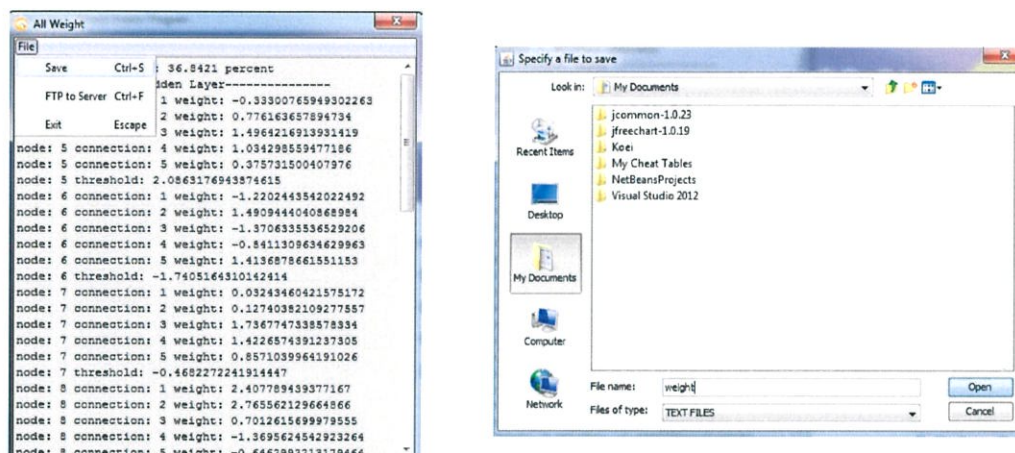 All Weight
File
Save Ctrl+S : 36.8421 percent
dden Layer---------------
FTP to Server Ctrl+F 1 weight: -0.33300765949302263
2 weight: 0.776163657894734
Exit Escape 3 weight: 1.4964216913931419
node: 5 connection: 4 weight: 1.034298559477186
node: 5 connection: 5 weight: 0.375731500407976
node: 5 threshold: 2.0863176943874615
node: 6 connection: 1 weight: -1.2202443542022492
node: 6 connection: 2 weight: 1.4909444040868984
node: 6 connection: 3 weight: -1.3706335536529206
node: 6 connection: 4 weight: -0.8411309634629963
node: 6 connection: 5 weight: 1.4136878661551153
node: 6 threshold: -1.7405164310142414
node: 7 connection: 1 weight: 0.03243460421575172
node: 7 connection: 2 weight: 0.12740382109277557
node: 7 connection: 3 weight: 1.7367747338578334
node: 7 connection: 4 weight: 1.4226574391237305
node: 7 connection: 5 weight: 0.8571039964191026
node: 7 threshold: -0.4682272241914447
node: 8 connection: 1 weight: 2.407789439377167
node: 8 connection: 2 weight: 2.765562129664866
node: 8 connection: 3 weight: 0.7012615699979555
node: 8 connection: 4 weight: -1.3695624542923264
node: 8 connection: 5 weight:
Specify a file to save
Look in: My Documents
Recent Items
Desktop
My Documents
Computer
Network
jcommon-1.0.23
jfreechart-1.0.19
Koei
My Cheat Tables
NetBeansProjects
Visual Studio 2012
File name: weight Open
Files of type: TEXT FILES Cancel